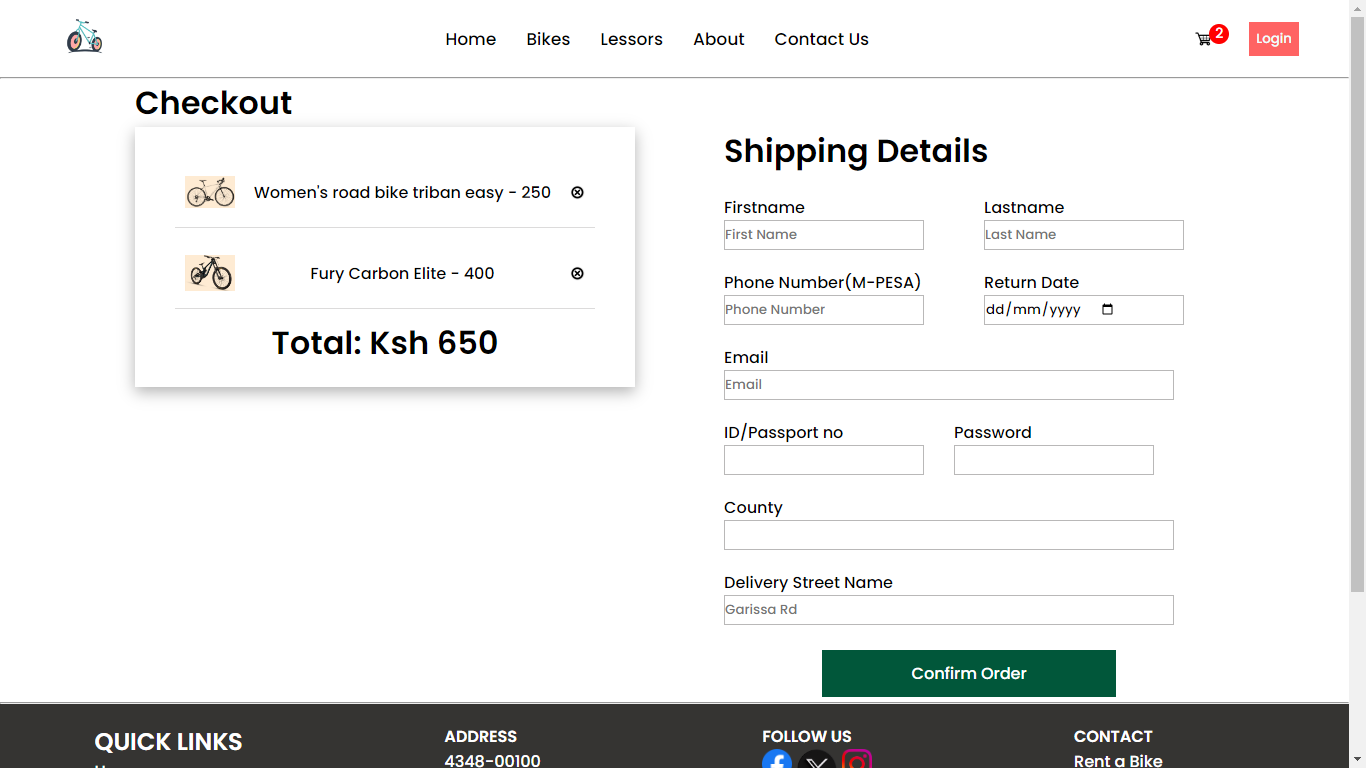 Home Bikes Lessors About Contact Us 2 Login
Checkout
Women's road bike triban easy - 250
Fury Carbon Elite - 400
Total: Ksh 650
Shipping Details
Firstname Lastname
First Name Last Name
Phone Number(M-PESA) Return Date
Phone Number dd/mm/yyyy
Email
Email
ID/Passport no Password
County
Delivery Street Name
Garissa Rd
Confirm Order
QUICK LINKS ADDRESS FOLLOW US CONTACT
4348-00100 Rent a Bike